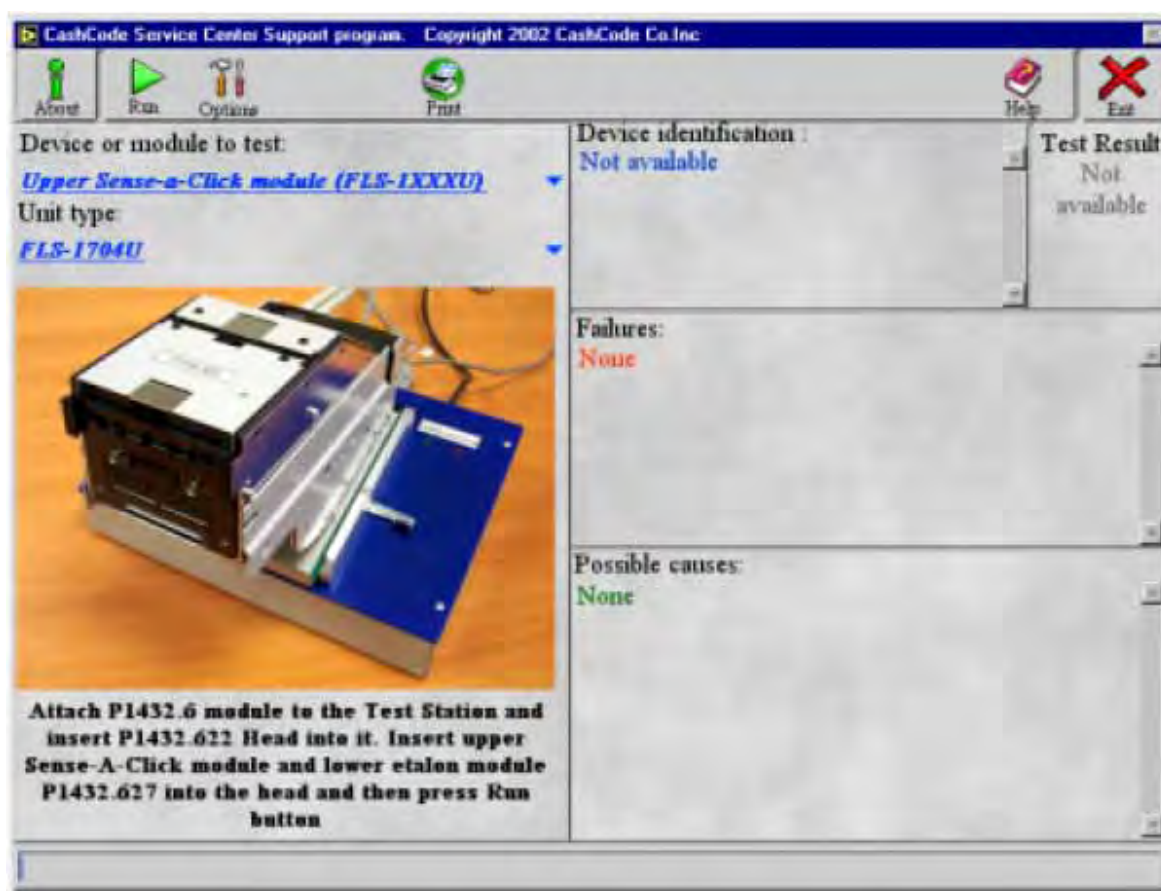 CashCode Service Center Support program. Copyright 2002 CashCode Co.Inc
About Run Options Print Help Exit
Device or module to test:
Upper Sense-a-Click module (FLS-1XXXU)
Unit type:
FLS-1704U
Attach P1432.6 module to the Test Station and
insert P1432.622 Head into it. Insert upper
Sense-A-Click module and lower etalon module
P1432.627 into the head and then press Run
button
Device identification :
Not available
Test Result
Not
available
Failures:
None
Possible causes:
None